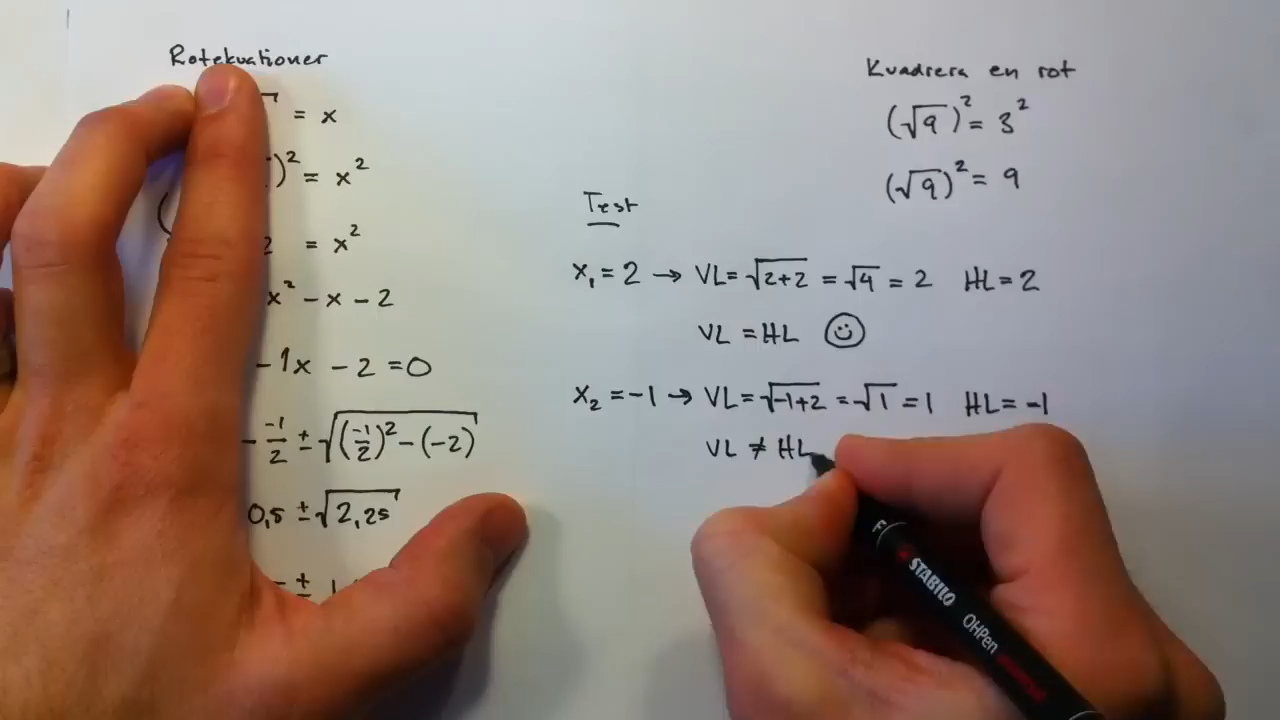 Rotekvationer
= x
)² = x²
2 = x²
x² - x - 2
-1x - 2 = 0
- -1/2 ± √((-1/2)² - (-2))
0,5 ± √2,25
±
Kvadrera en rot
(√9)² = 3²
(√9)² = 9
Test
x₁ = 2 → VL = √2+2 = √4 = 2 HL = 2
VL = HL ☺
x₂ = -1 → VL = √-1+2 = √1 = 1 HL = -1
VL ≠ HL
STABILO OHPen